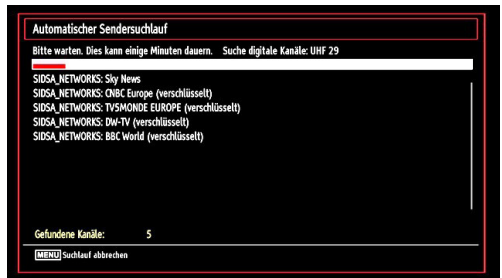 Automatischer Sendersuchlauf
Bitte warten. Dies kann einige Minuten dauern. Suche digitale Kanäle: UHF 29
SIDSA_NETWORKS: Sky News
SIDSA_NETWORKS: CNBC Europe (verschlüsselt)
SIDSA_NETWORKS: TV5MONDE EUROPE (verschlüsselt)
SIDSA_NETWORKS: DW-TV (verschlüsselt)
SIDSA_NETWORKS: BBC World (verschlüsselt)
Gefundene Kanäle: 5
MENU Suchlauf abbrechen